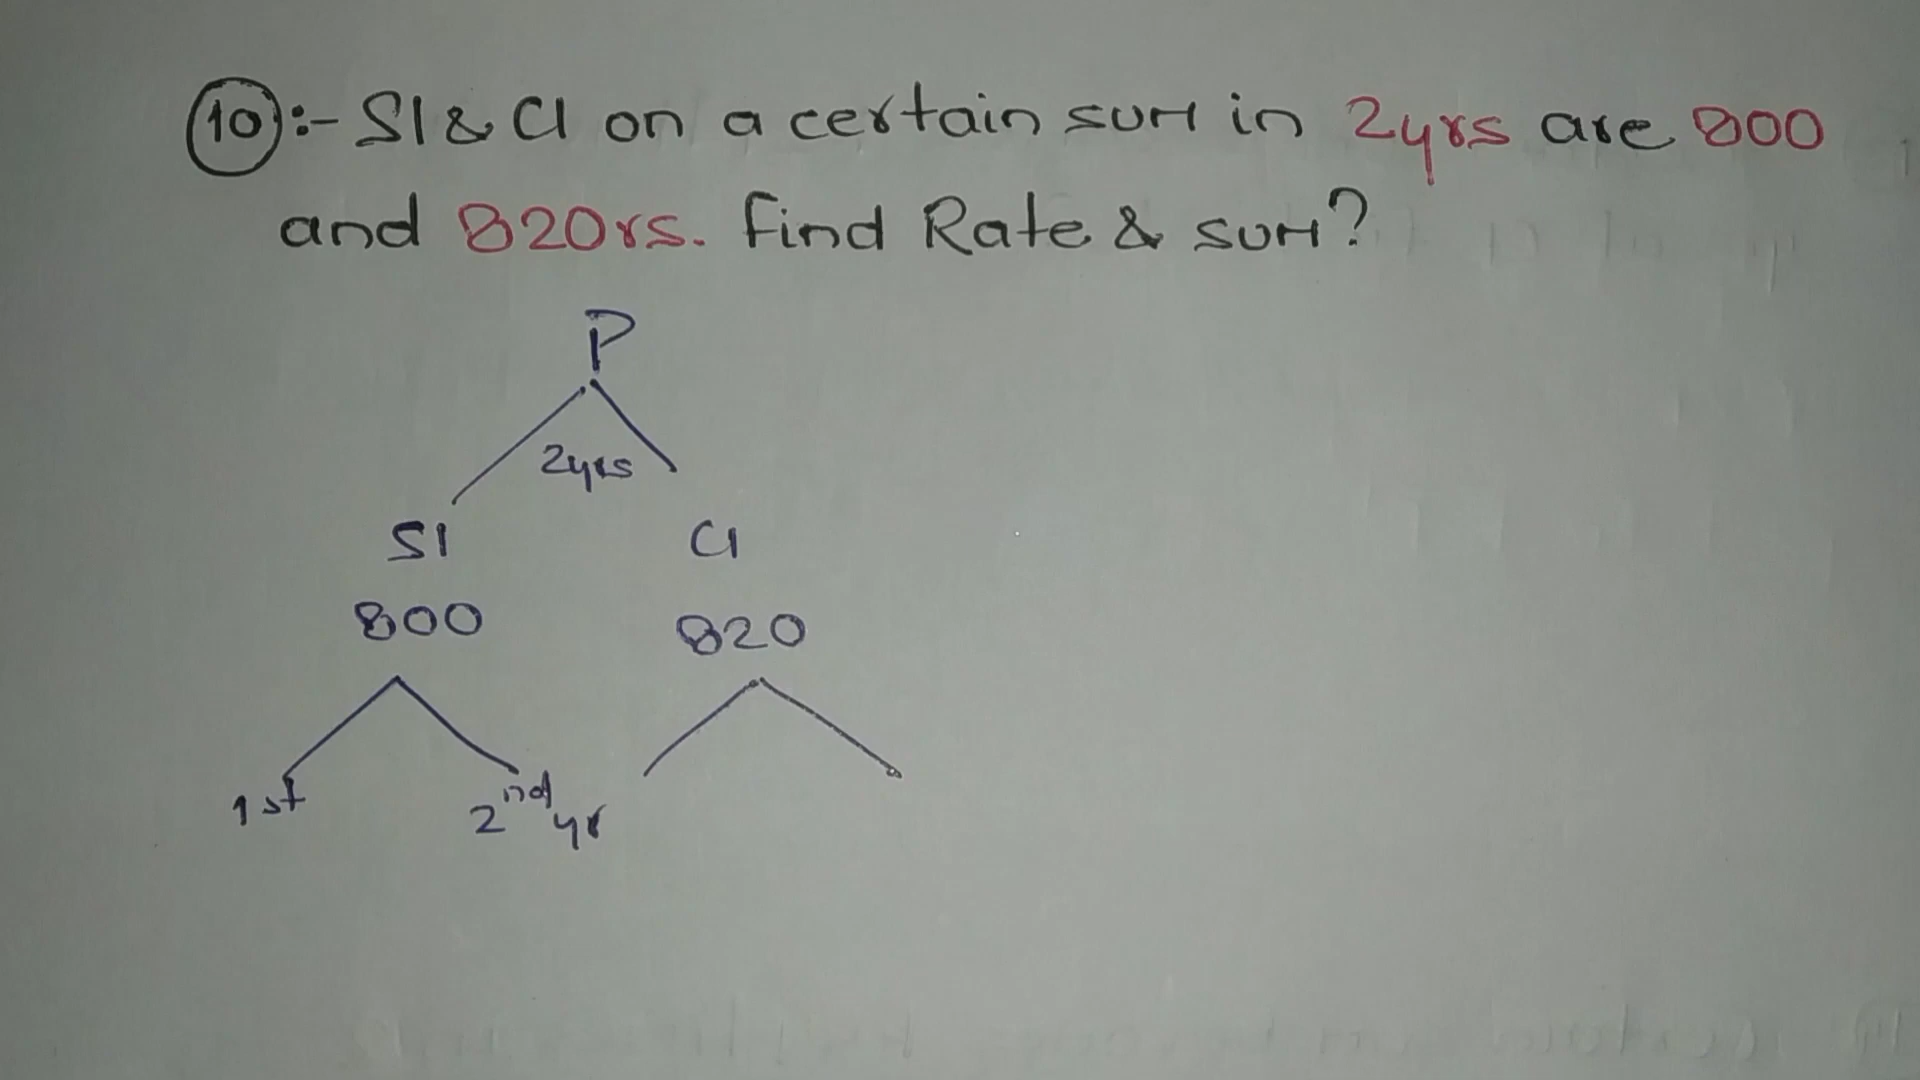 10:- SI & CI on a certain sum in 2yrs are 800
and 820rs. Find Rate & sum?
P
2yrs
SI CI
800 820
1st 2nd yr